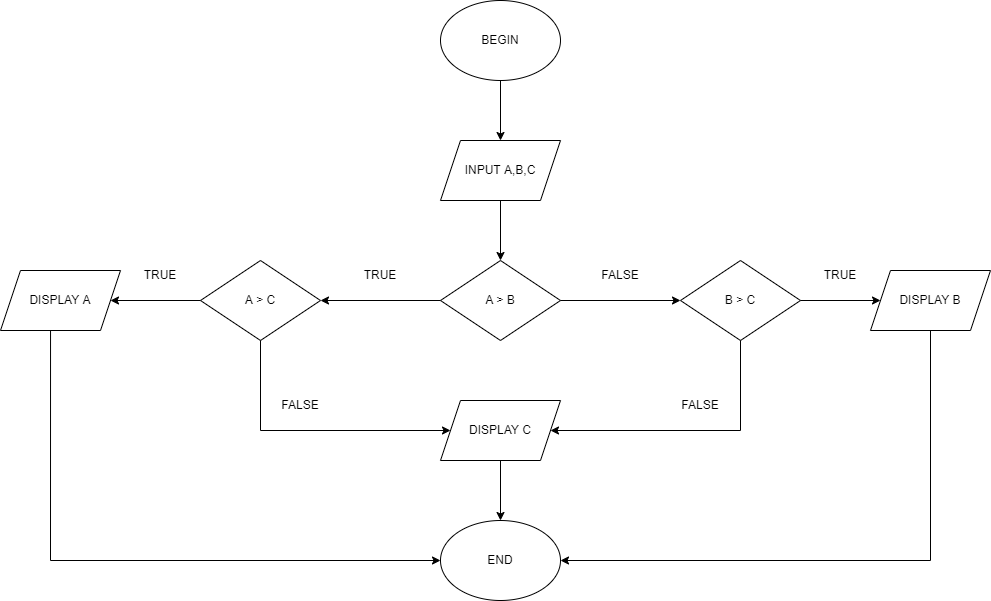 BEGIN
INPUT A,B,C
TRUE
TRUE
FALSE
TRUE
DISPLAY A
A > C
A > B
B > C
DISPLAY B
FALSE
FALSE
DISPLAY C
END